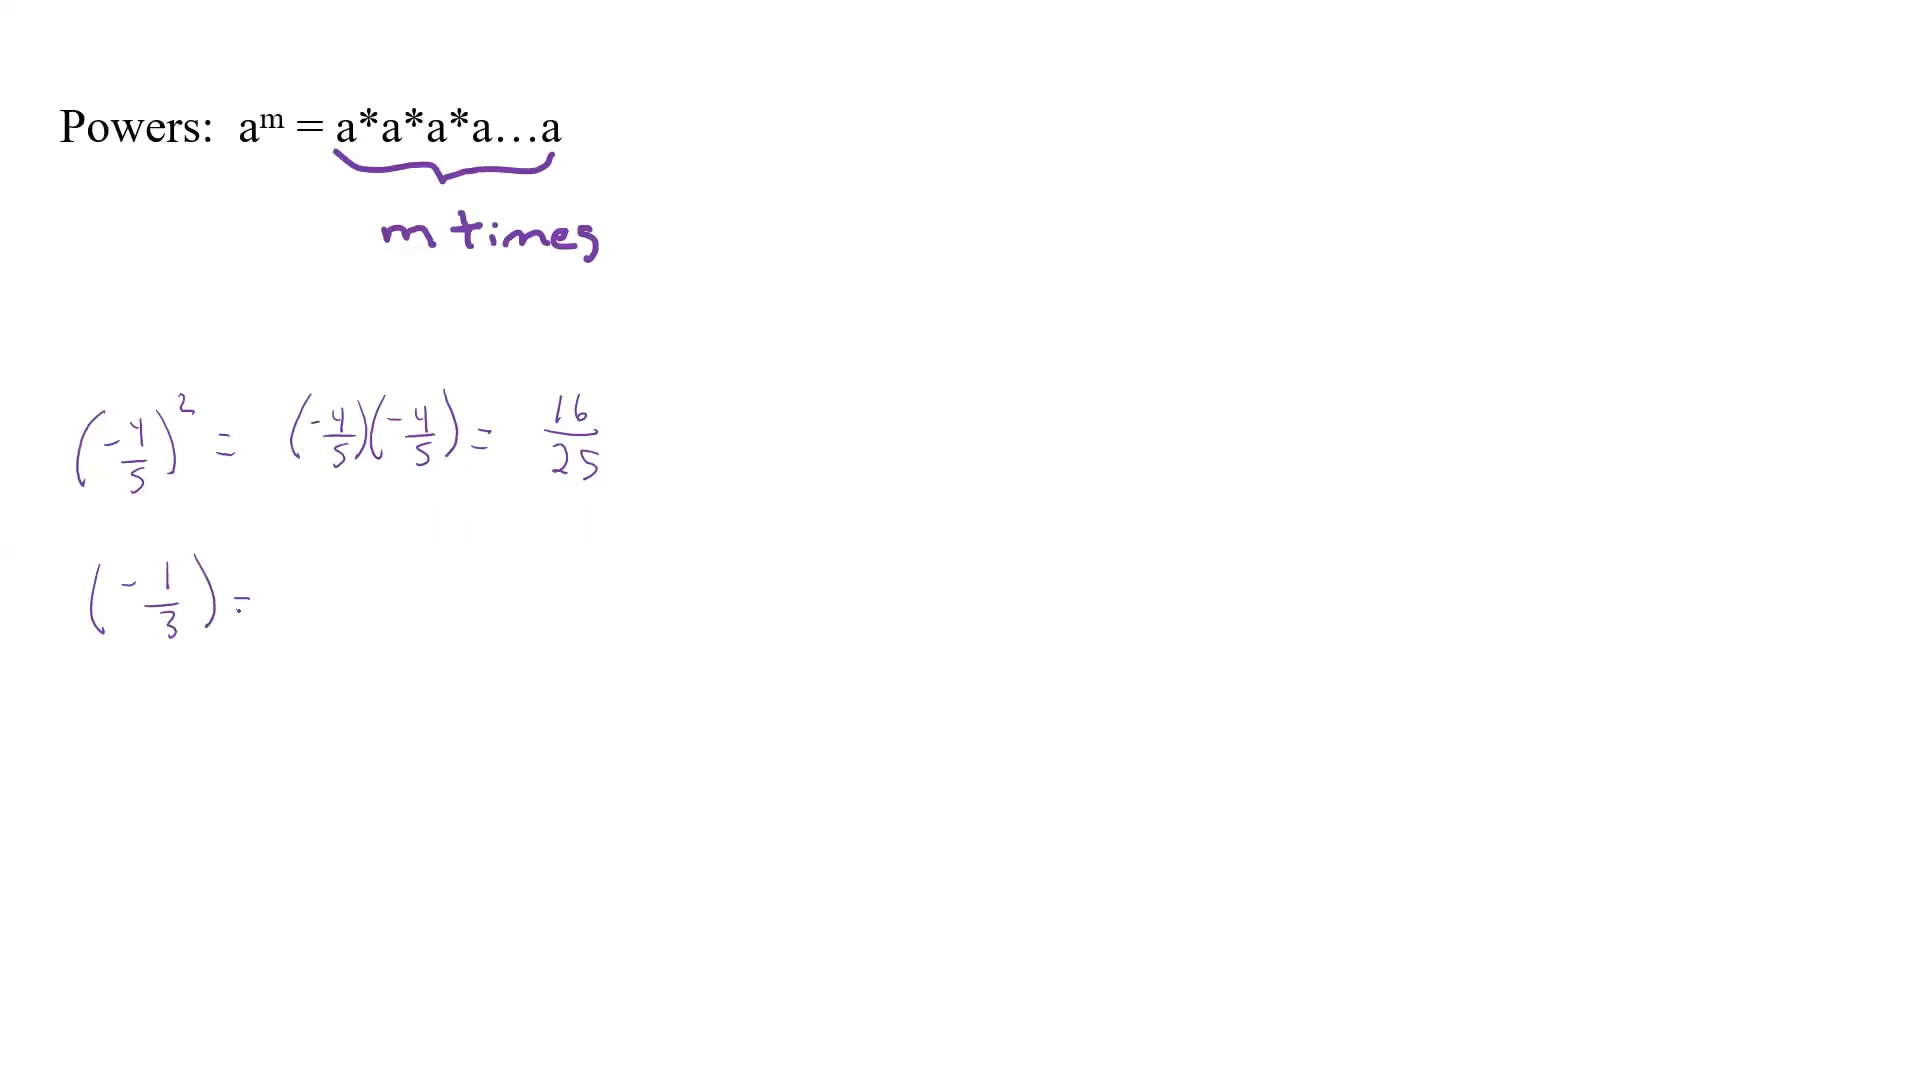 Powers: aᵐ = a*a*a*a…a
m times
(-4/5)² = (-4/5)(-4/5) = 16/25
(-1/3) =